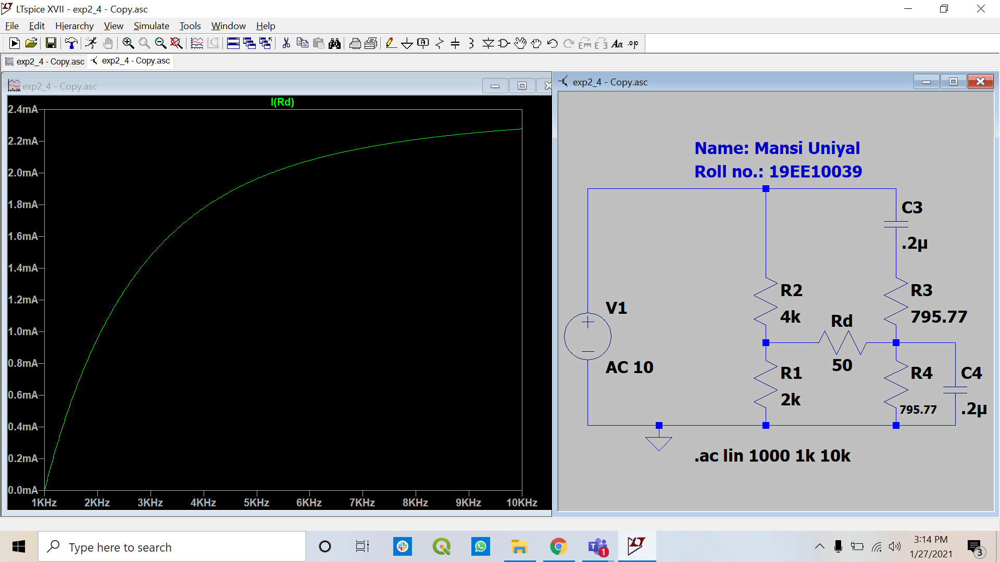 LTspice XVII - exp2_4 - Copy.asc
File Edit Hierarchy View Simulate Tools Window Help
exp2_4 - Copy.asc exp2_4 - Copy.asc
exp2_4 - Copy.asc
I(Rd)
2.4mA
2.2mA
2.0mA
1.8mA
1.6mA
1.4mA
1.2mA
1.0mA
0.8mA
0.6mA
0.4mA
0.2mA
0.0mA
1KHz 2KHz 3KHz 4KHz 5KHz 6KHz 7KHz 8KHz 9KHz 10KHz
exp2_4 - Copy.asc
Name: Mansi Uniyal
Roll no.: 19EE10039
C3
.2µ
R2
4k
R3
795.77
V1
AC 10
Rd
50
R1
2k
R4
795.77
C4
.2µ
.ac lin 1000 1k 10k
Type here to search
1
3:14 PM
1/27/2021
3